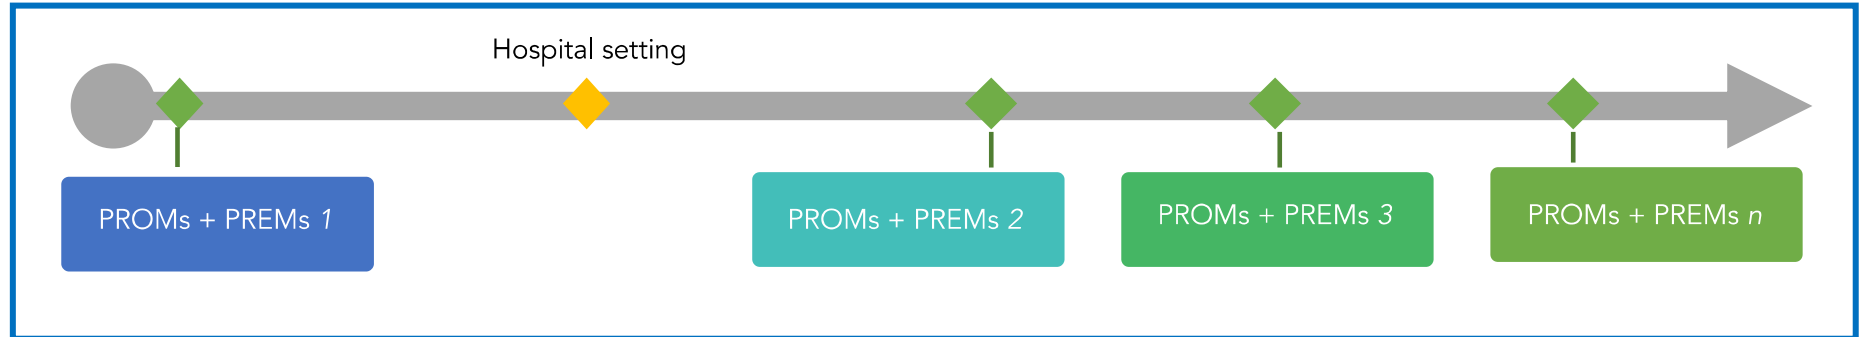 Hospital setting
PROMs + PREMs 1
PROMs + PREMs 2
PROMs + PREMs 3
PROMs + PREMs n